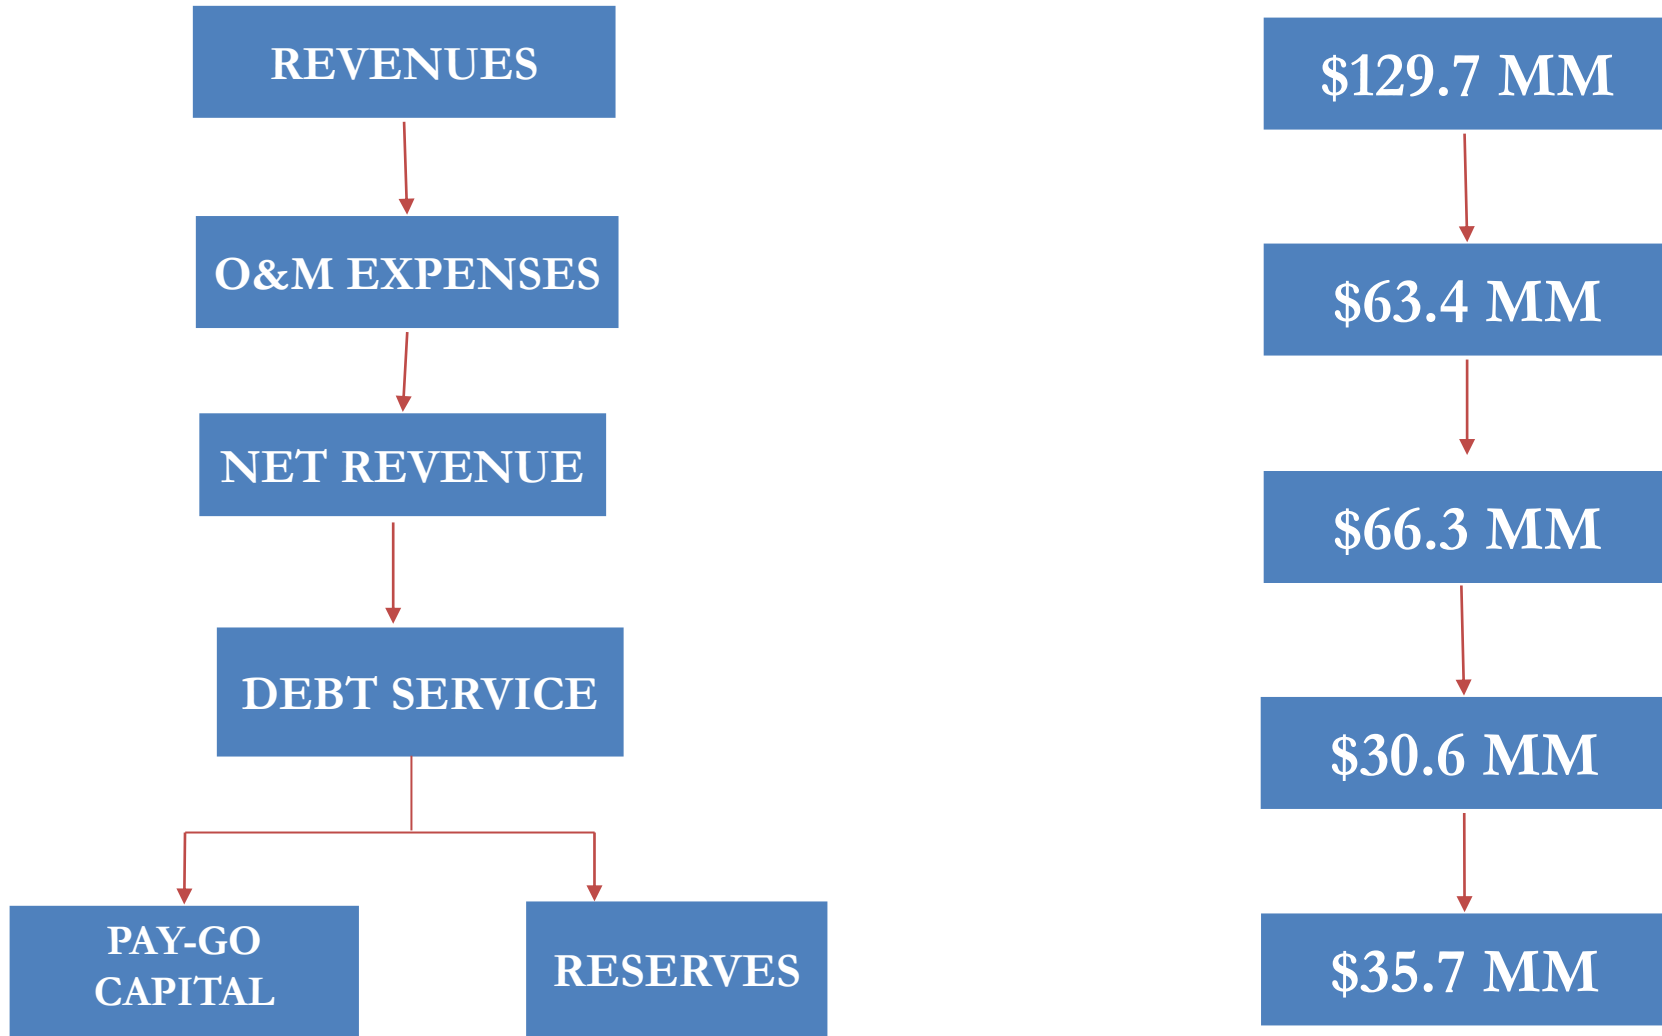 REVENUES
$129.7 MM
O&M EXPENSES
$63.4 MM
NET REVENUE
$66.3 MM
DEBT SERVICE
$30.6 MM
PAY-GO
CAPITAL
RESERVES
$35.7 MM